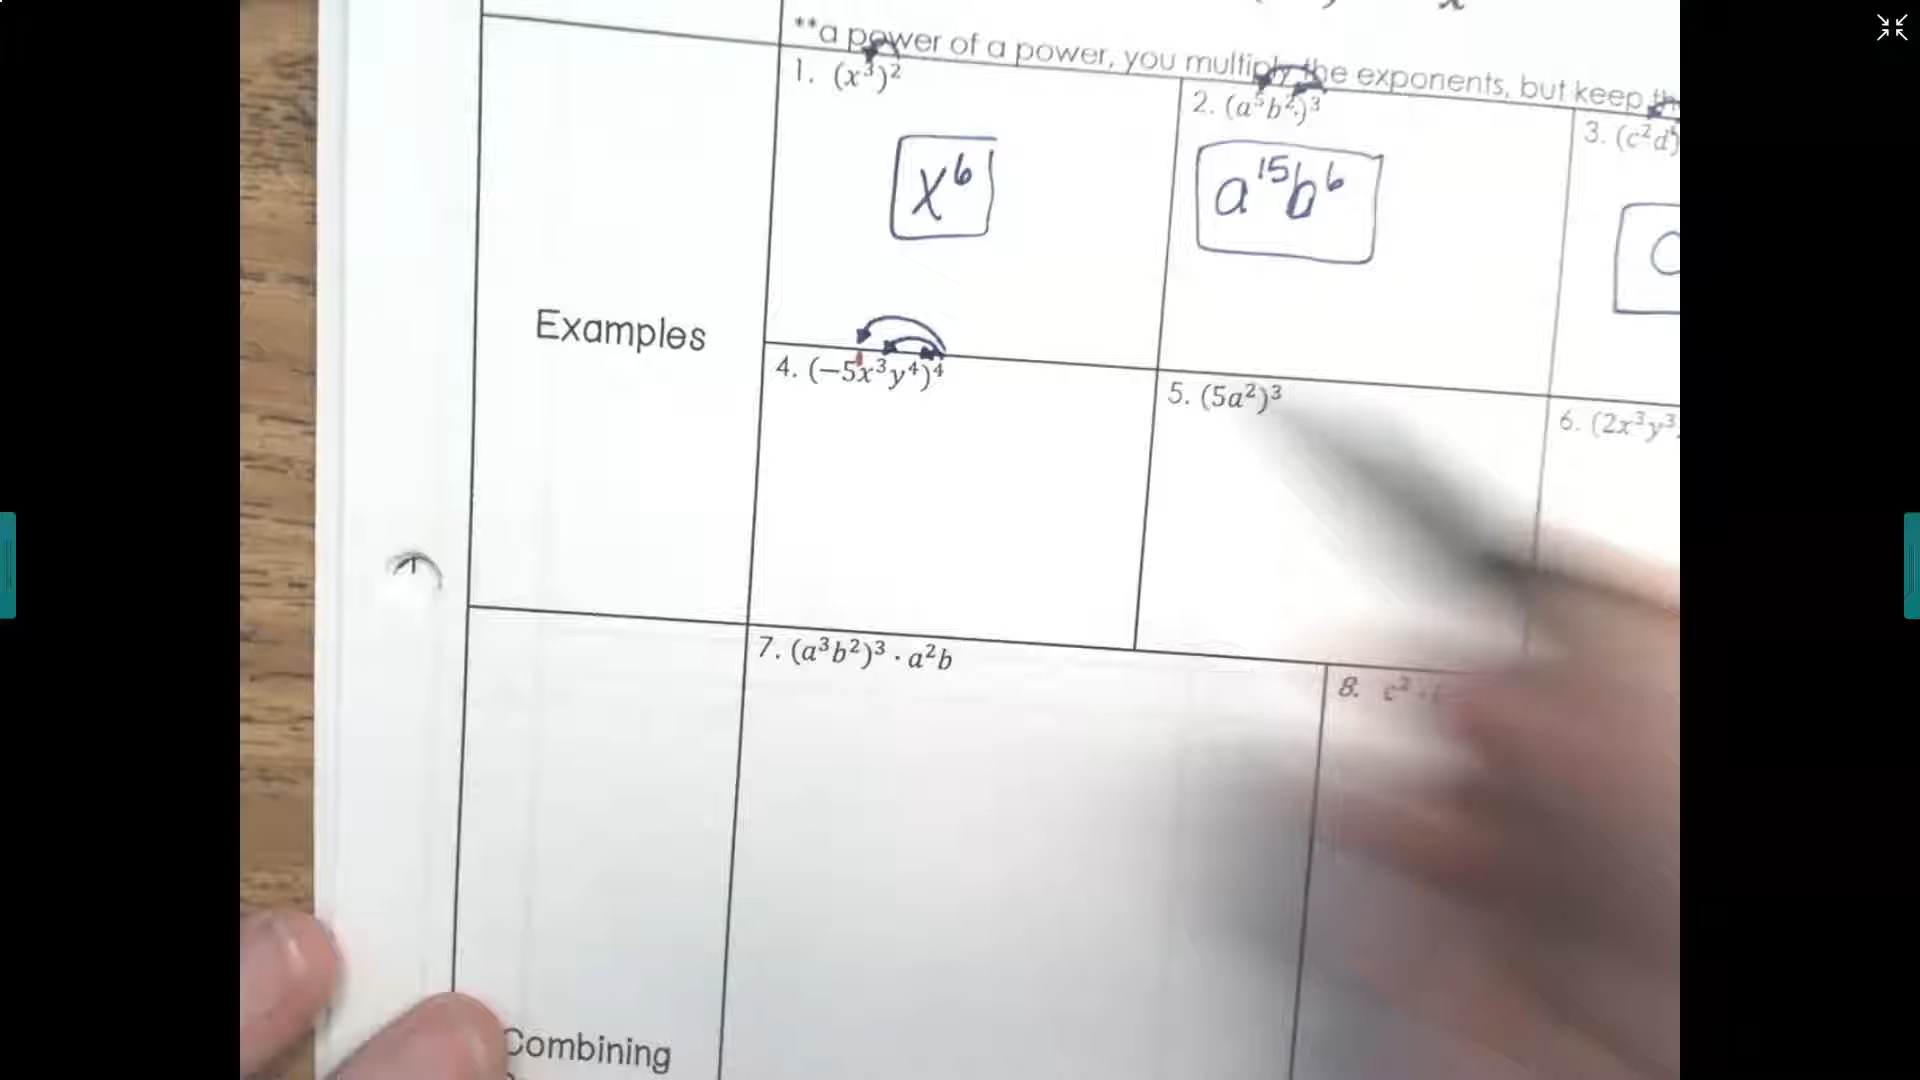 **a power of a power, you multiply the exponents, but keep
1. (x³)²
x⁶
2. (a⁵b²)³
a¹⁵b⁶
3. (c²d
Examples
4. (−5x³y⁴)⁴
5. (5a²)³
6. (2x³y³
7. (a³b²)³ · a²b
8. c² ·
Combining